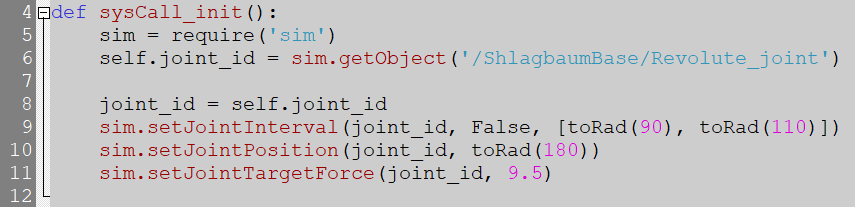 4 def sysCall_init():
5     sim = require('sim')
6     self.joint_id = sim.getObject('/ShlagbaumBase/Revolute_joint')
7
8     joint_id = self.joint_id
9     sim.setJointInterval(joint_id, False, [toRad(90), toRad(110)])
10     sim.setJointPosition(joint_id, toRad(180))
11     sim.setJointTargetForce(joint_id, 9.5)
12